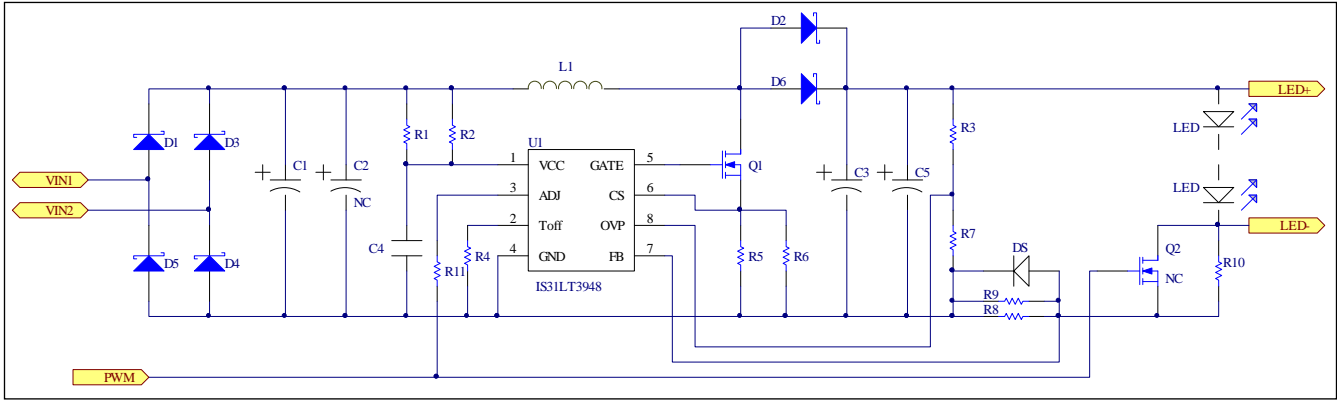 D2
L1
D6
LED+
D1
D3
R1
R2
R3
LED
U1
C1
C2
1
VCC
GATE
5
Q1
C3
C5
VIN1
3
ADJ
CS
6
LED
NC
VIN2
2
Toff
OVP
8
LED-
C4
R7
DS
Q2
D5
D4
R11
R4
4
GND
FB
7
R5
R6
R10
NC
IS31LT3948
R9
R8
PWM